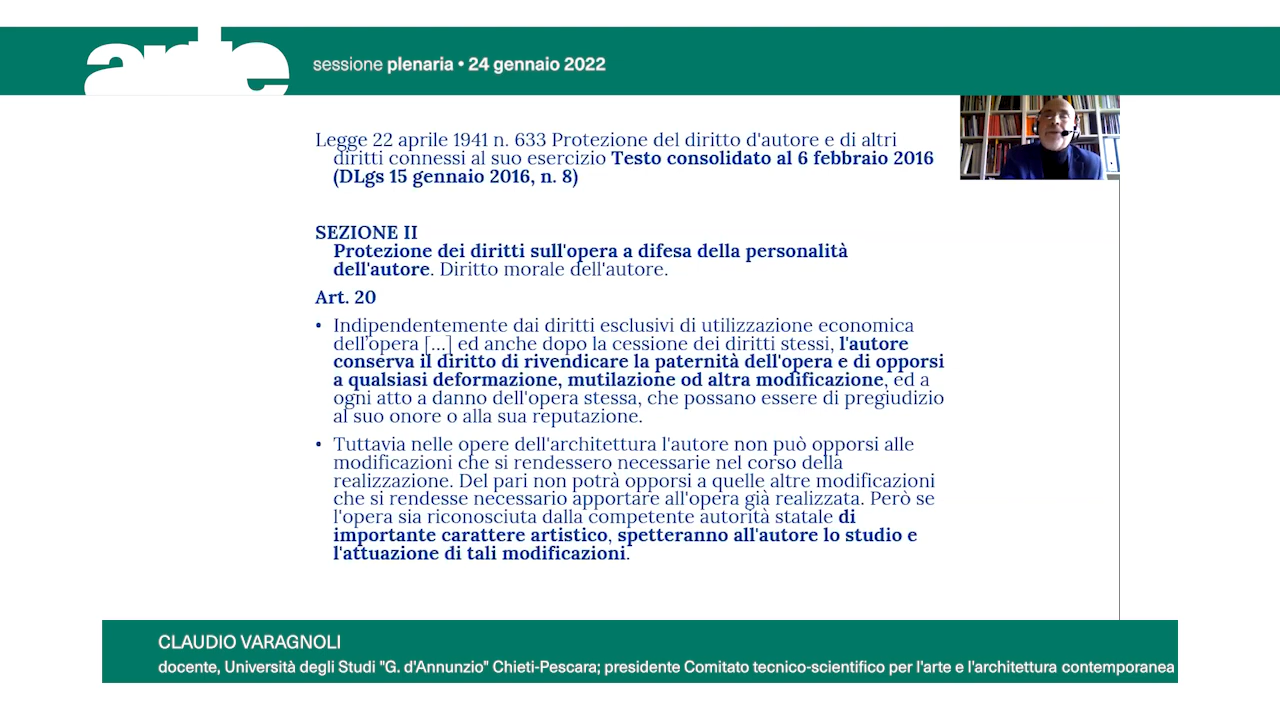 arte
sessione plenaria • 24 gennaio 2022
Legge 22 aprile 1941 n. 633 Protezione del diritto d'autore e di altri
diritti connessi al suo esercizio Testo consolidato al 6 febbraio 2016
(DLgs 15 gennaio 2016, n. 8)
SEZIONE II
Protezione dei diritti sull'opera a difesa della personalità
dell'autore. Diritto morale dell'autore.
Art. 20
• Indipendentemente dai diritti esclusivi di utilizzazione economica
dell'opera [...] ed anche dopo la cessione dei diritti stessi, l'autore
conserva il diritto di rivendicare la paternità dell'opera e di opporsi
a qualsiasi deformazione, mutilazione od altra modificazione, ed a
ogni atto a danno dell'opera stessa, che possano essere di pregiudizio
al suo onore o alla sua reputazione.
• Tuttavia nelle opere dell'architettura l'autore non può opporsi alle
modificazioni che si rendessero necessarie nel corso della
realizzazione. Del pari non potrà opporsi a quelle altre modificazioni
che si rendesse necessario apportare all'opera già realizzata. Però se
l'opera sia riconosciuta dalla competente autorità statale di
importante carattere artistico, spetteranno all'autore lo studio e
l'attuazione di tali modificazioni.
CLAUDIO VARAGNOLI
docente, Università degli Studi "G. d'Annunzio" Chieti-Pescara; presidente Comitato tecnico-scientifico per l'arte e l'architettura contemporanea